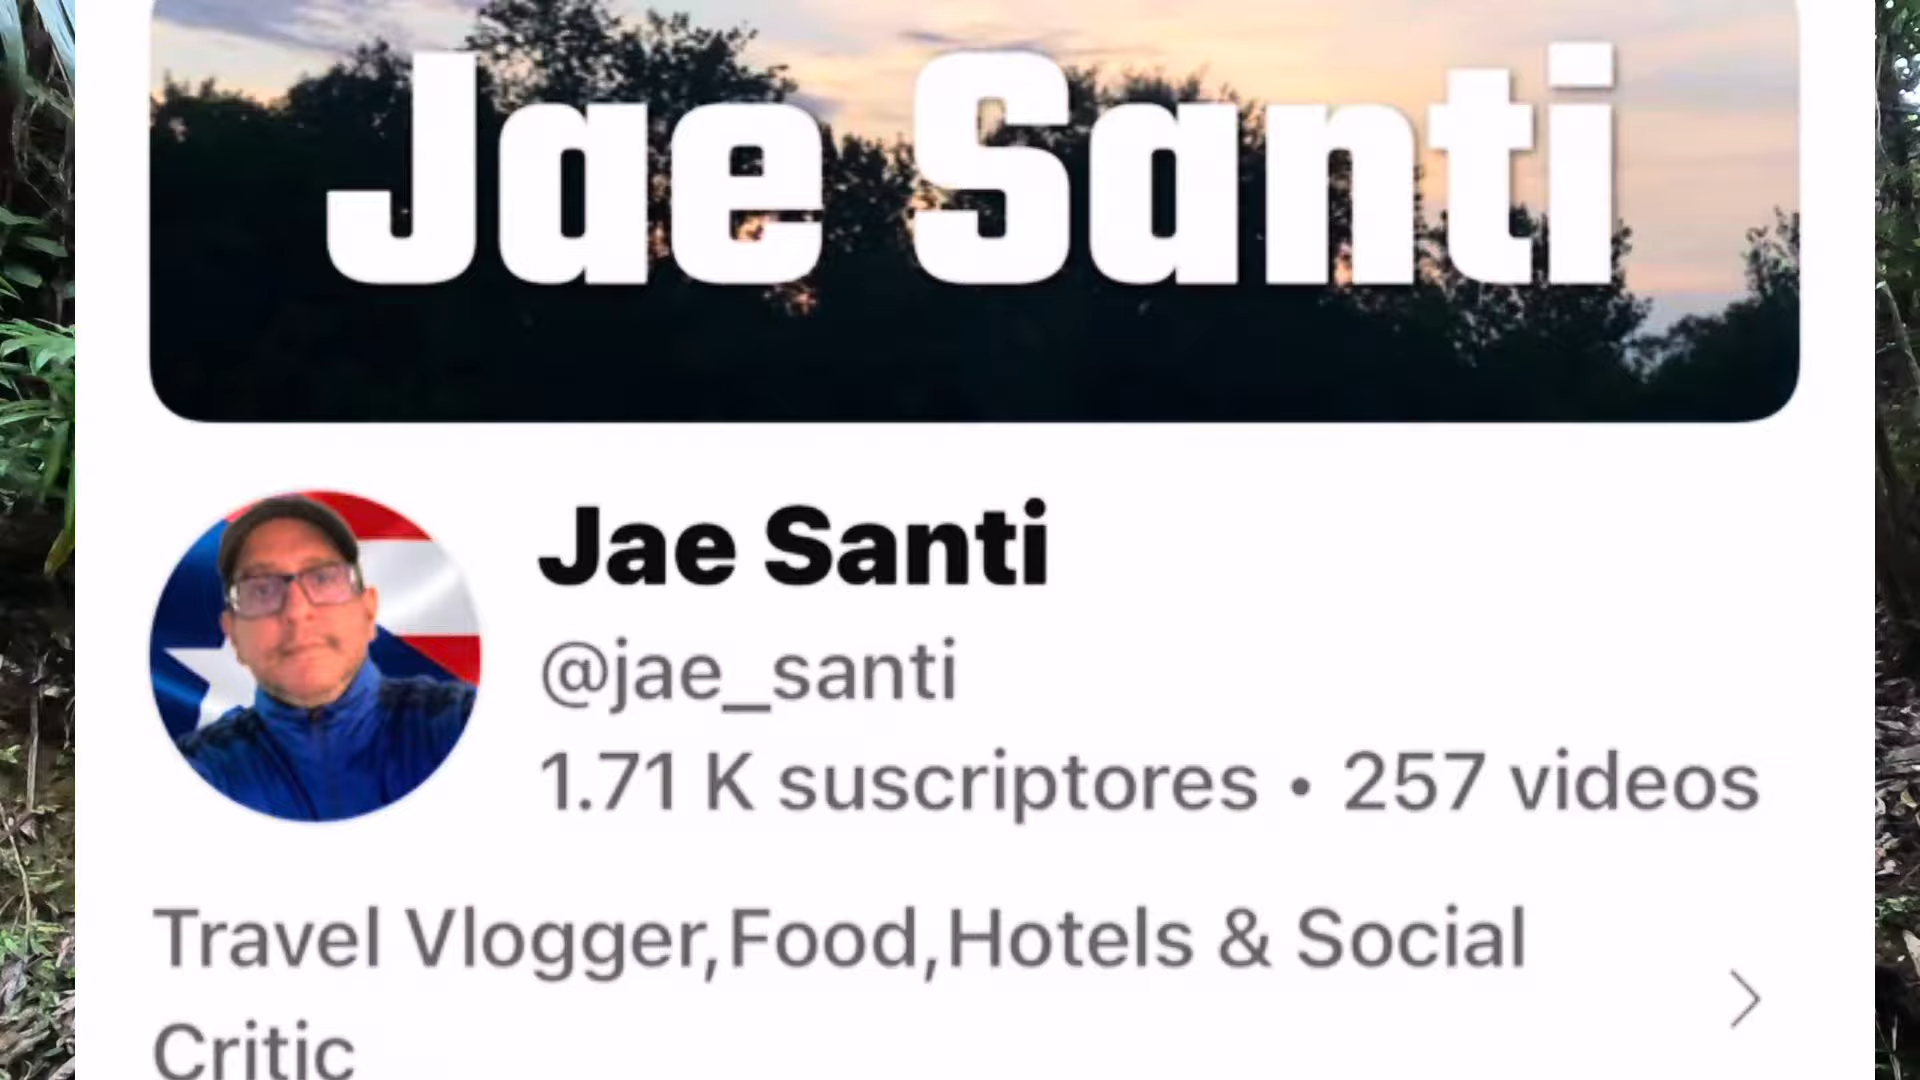 Jae Santi
Jae Santi
@jae_santi
1.71 K suscriptores • 257 videos
Travel Vlogger,Food,Hotels & Social
Critic